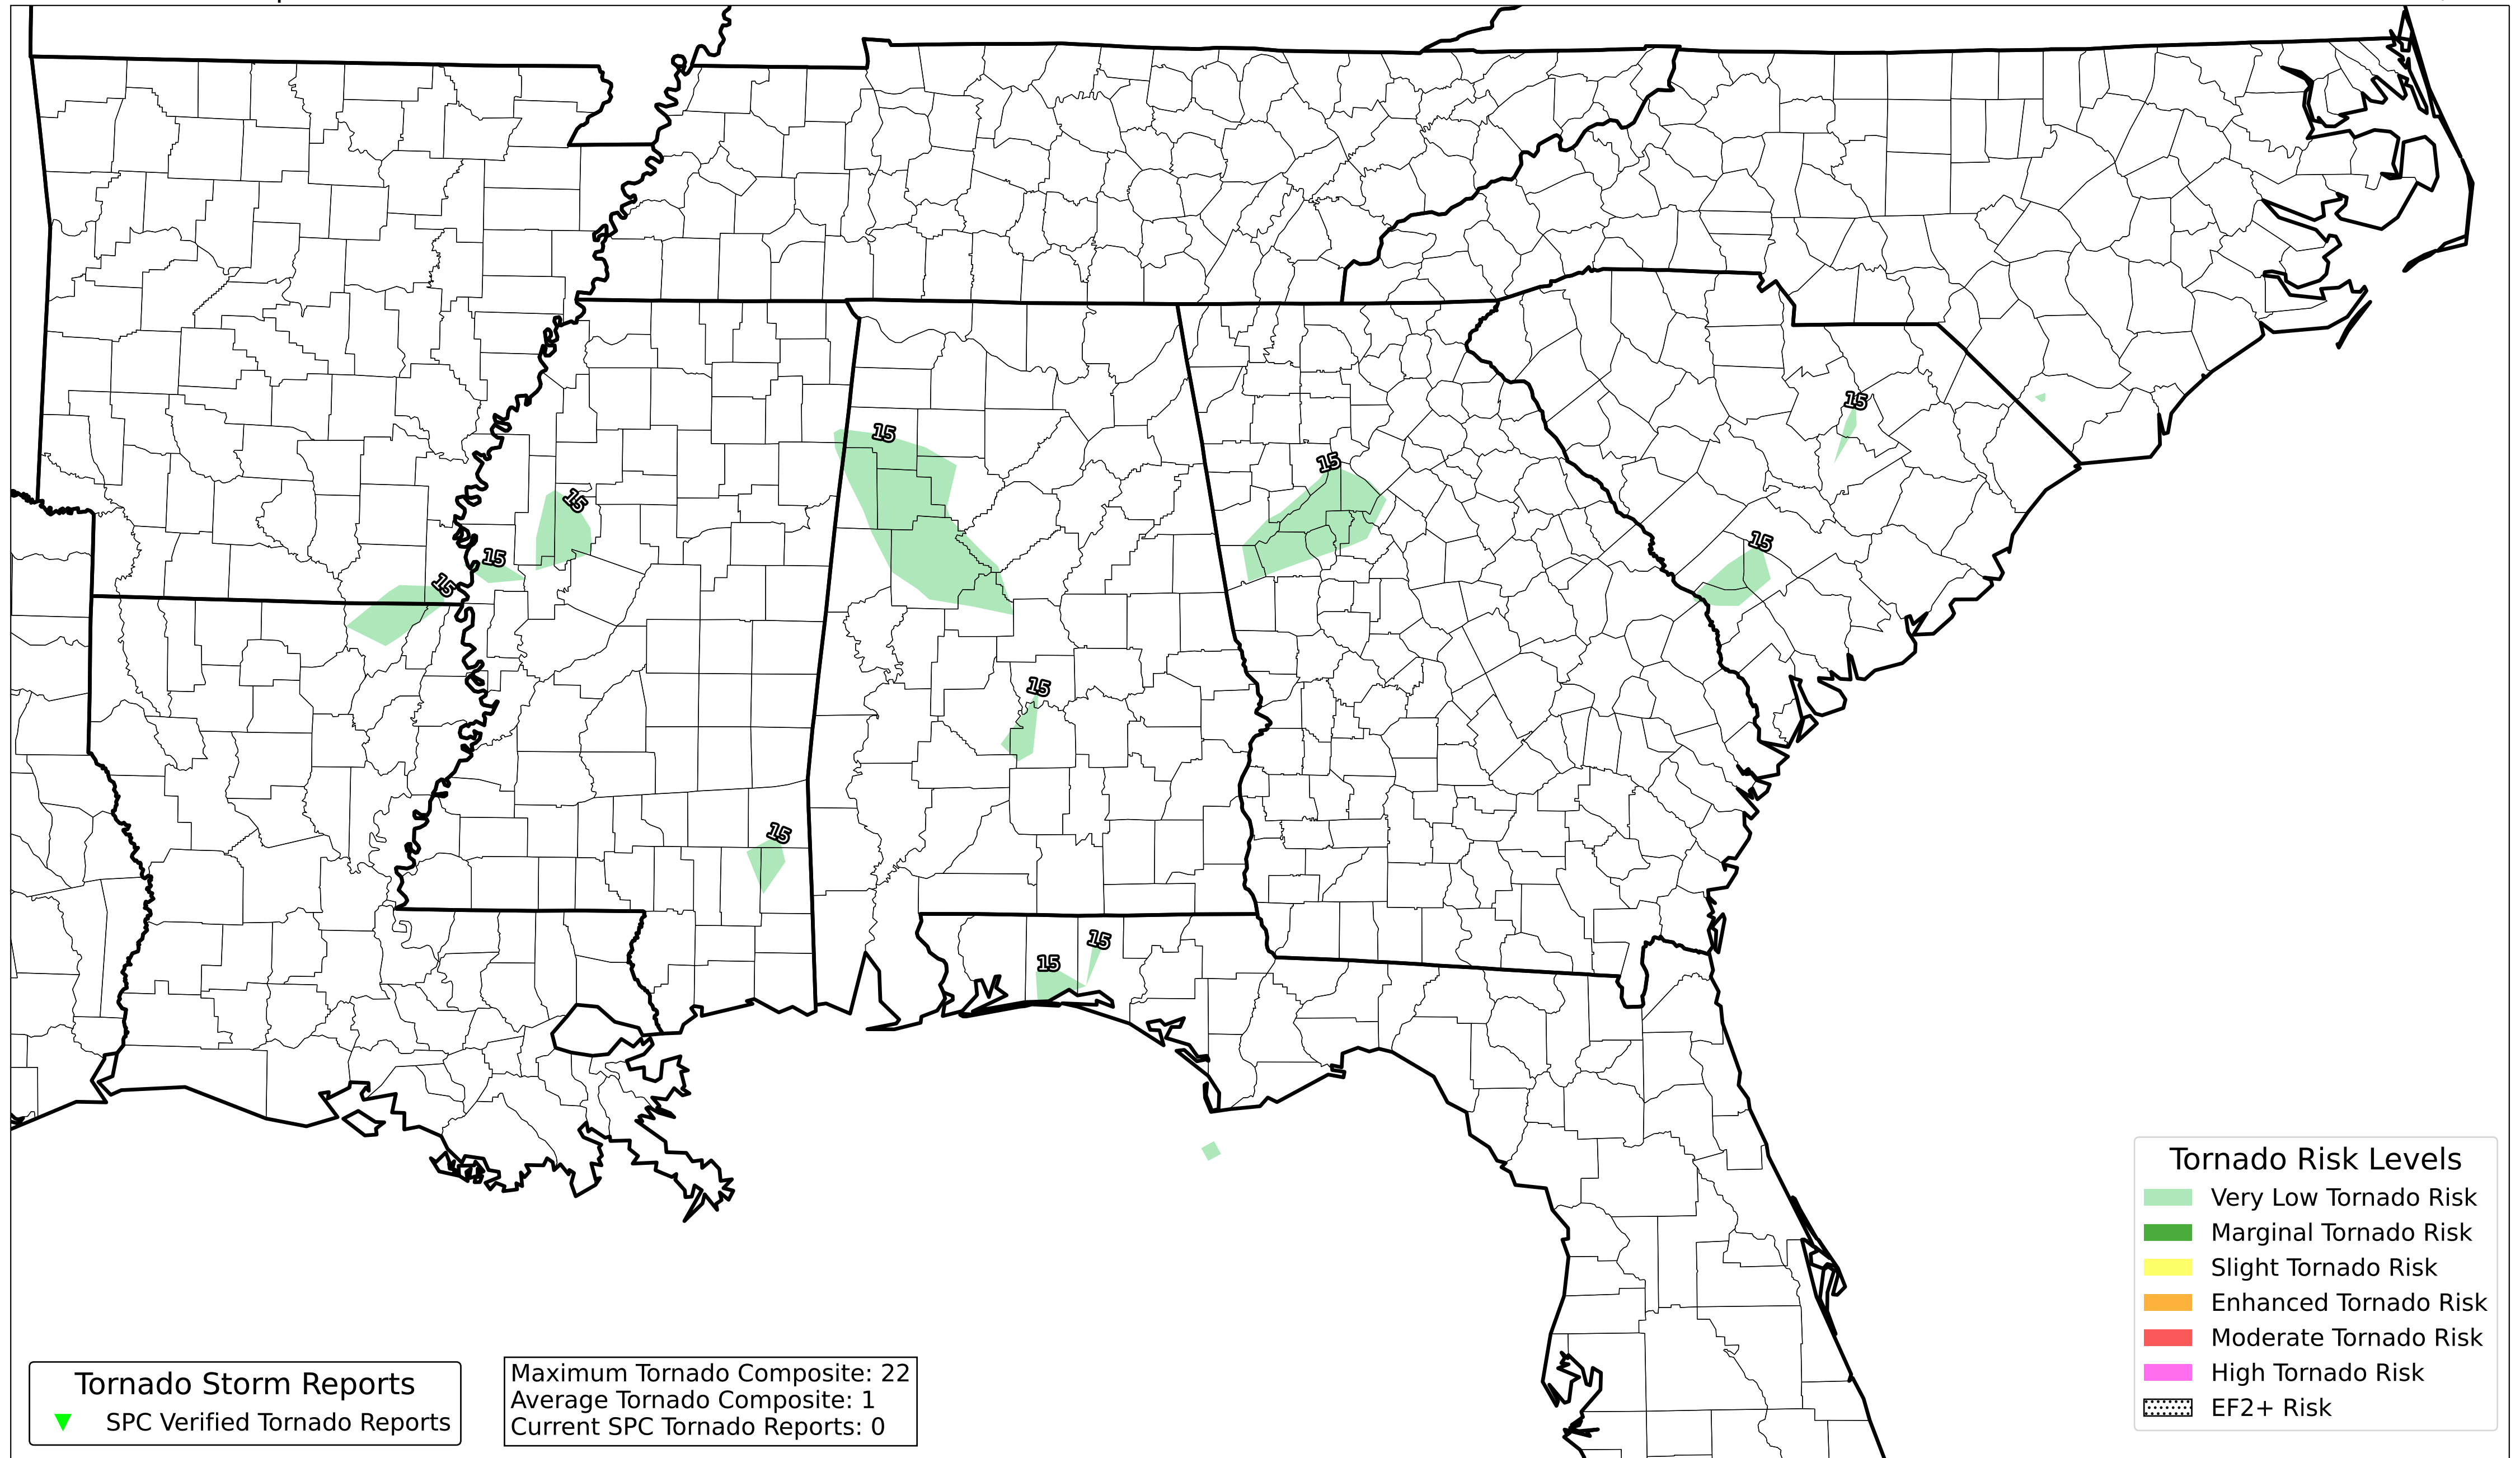 15
15
15
15
15
15
15
15
15
15
15
Tornado Risk Levels
Very Low Tornado Risk
Marginal Tornado Risk
Slight Tornado Risk
Enhanced Tornado Risk
Moderate Tornado Risk
High Tornado Risk
EF2+ Risk
Tornado Storm Reports
SPC Verified Tornado Reports
Maximum Tornado Composite: 22
Average Tornado Composite: 1
Current SPC Tornado Reports: 0